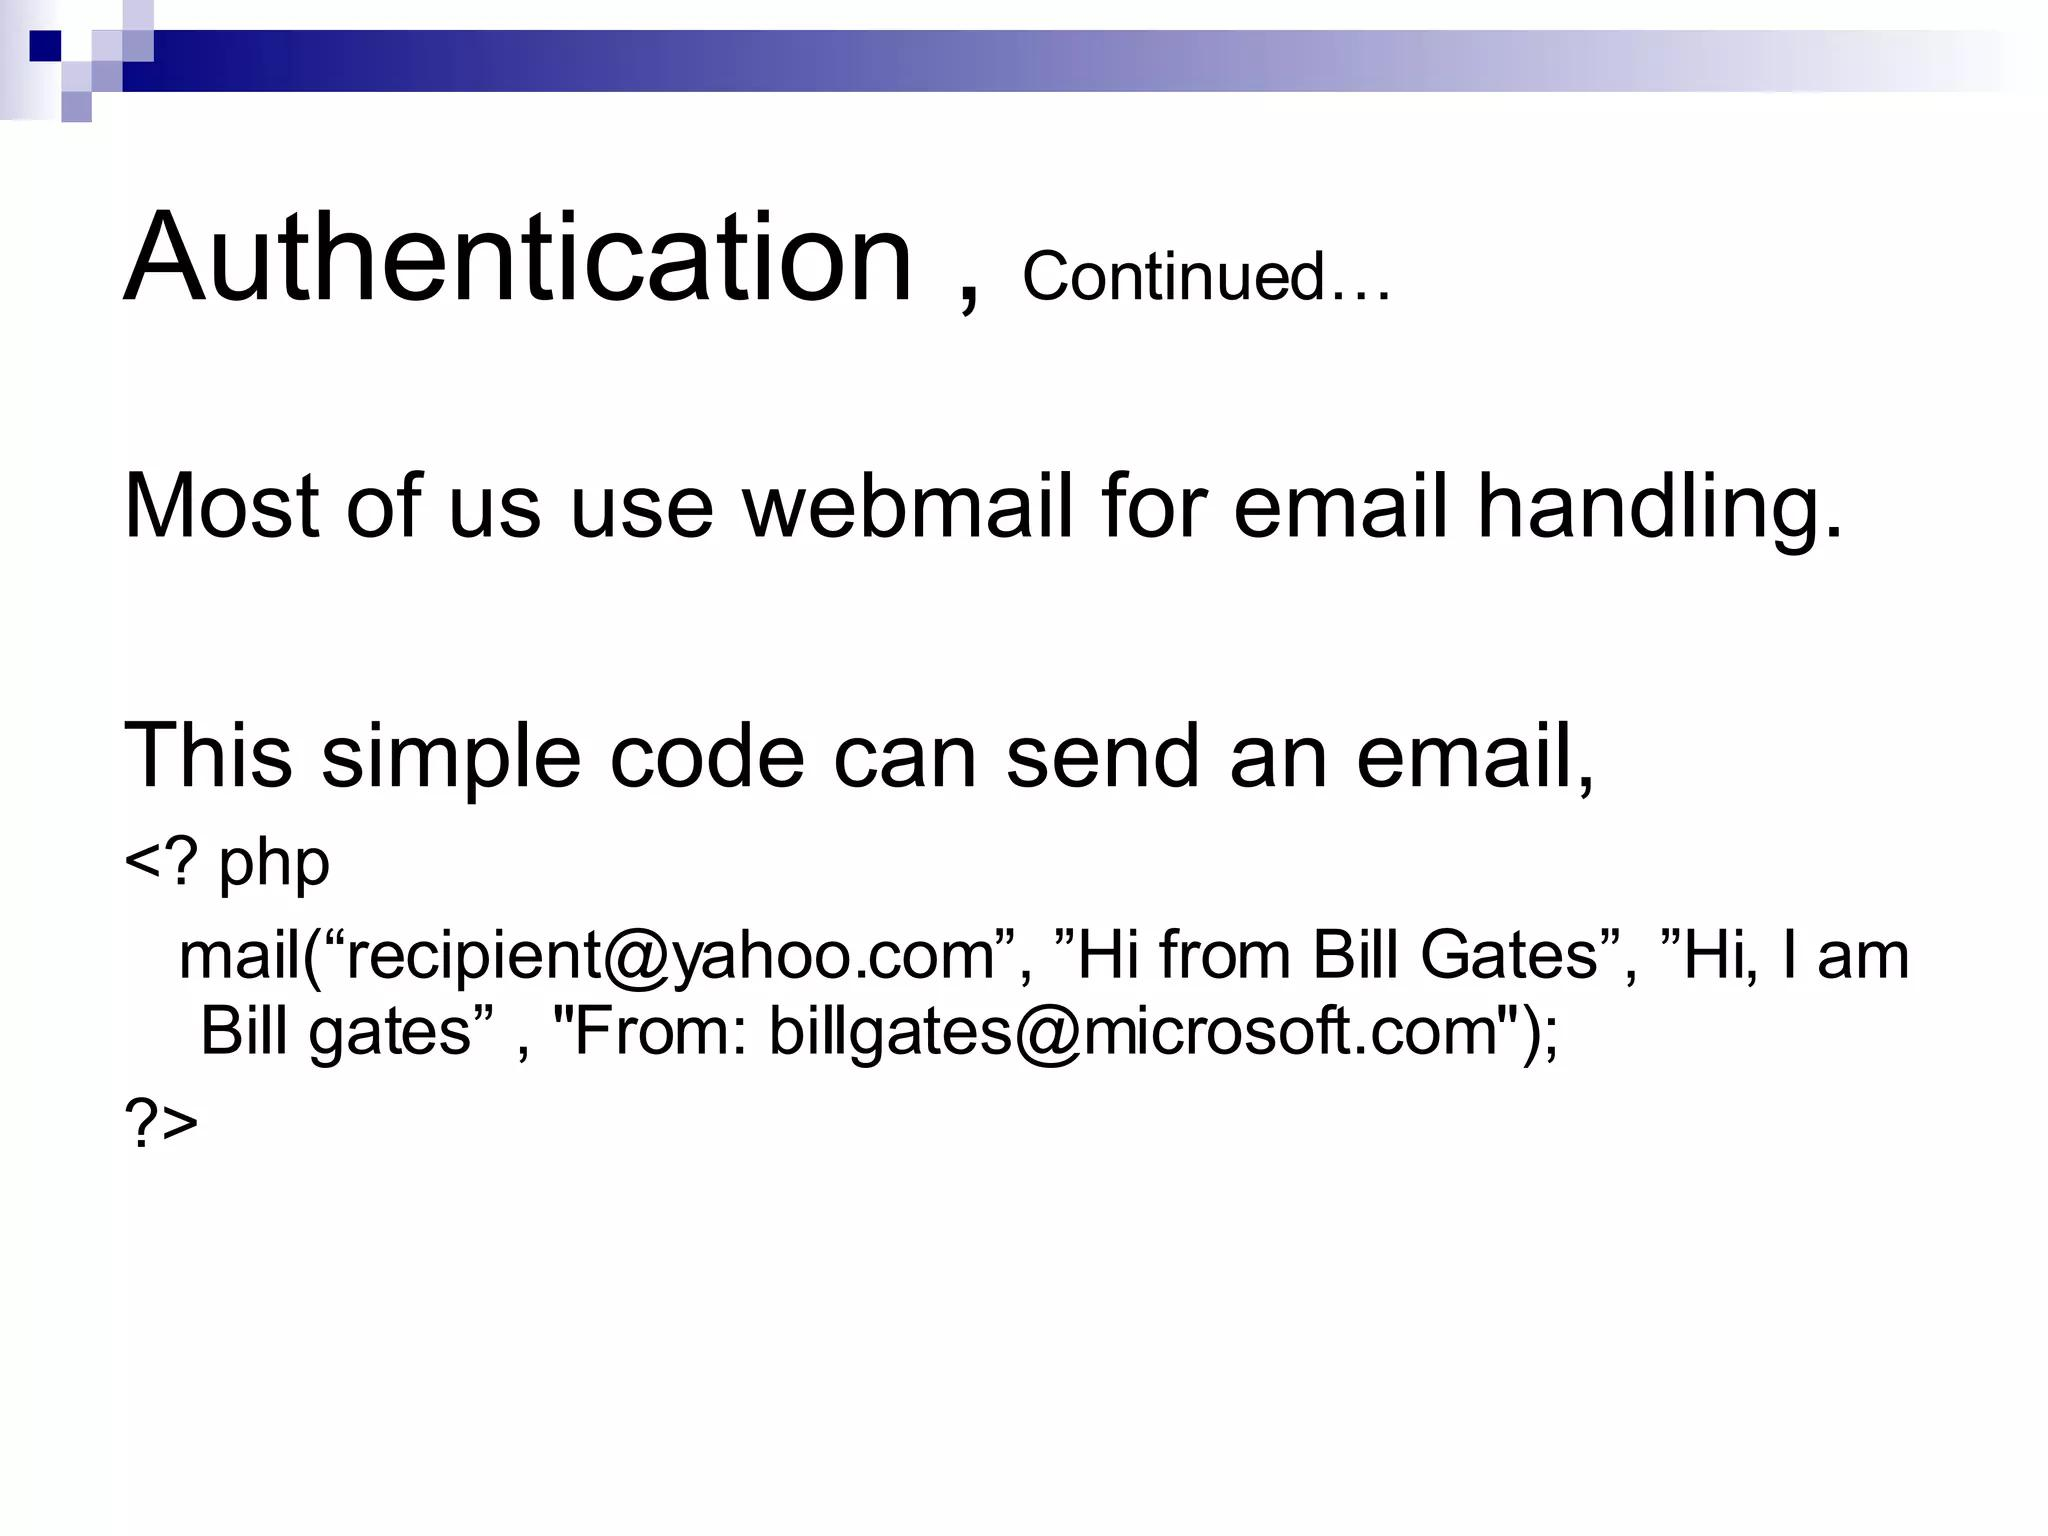 Authentication , Continued…
Most of us use webmail for email handling.
This simple code can send an email,
<? php
mail(“recipient@yahoo.com”, ”Hi from Bill Gates”, ”Hi, I am
Bill gates” , "From: billgates@microsoft.com");
?>